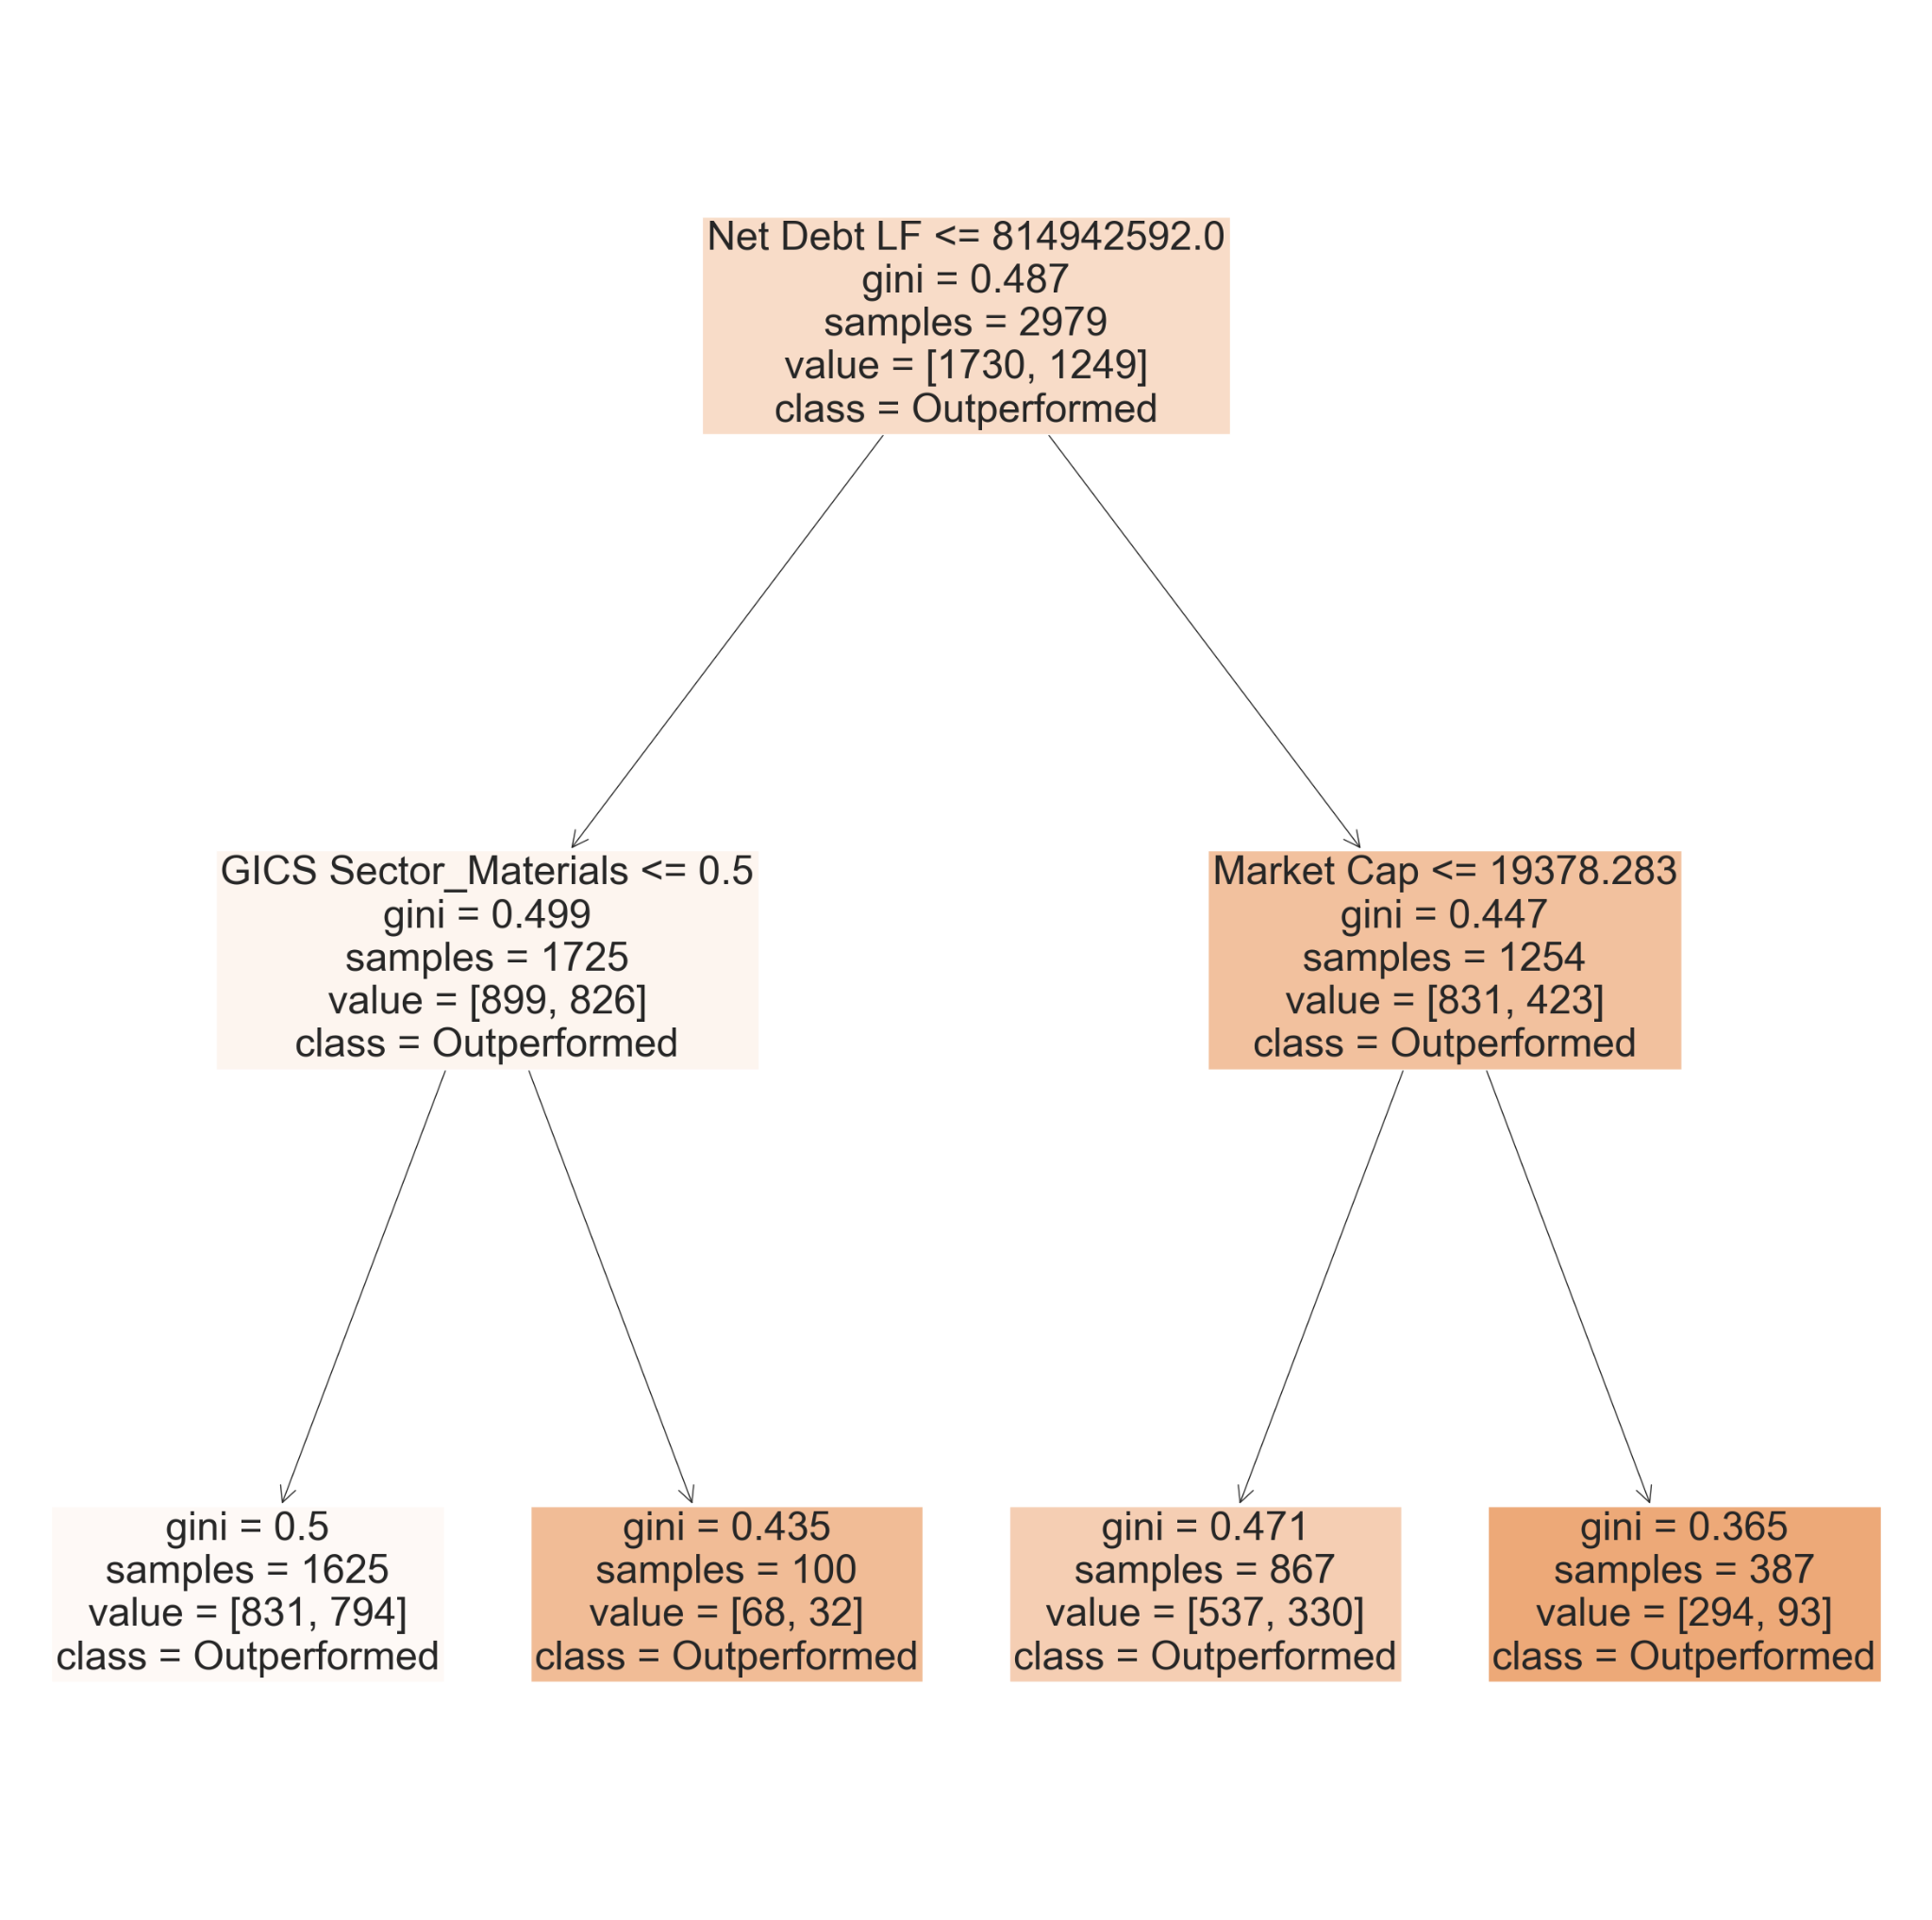 Net Debt LF <= 814942592.0
gini = 0.487
samples = 2979
value = [1730, 1249]
class = Outperformed
GICS Sector_Materials <= 0.5
gini = 0.499
samples = 1725
value = [899, 826]
class = Outperformed
Market Cap <= 19378.283
gini = 0.447
samples = 1254
value = [831, 423]
class = Outperformed
gini = 0.5
samples = 1625
value = [831, 794]
class = Outperformed
gini = 0.435
samples = 100
value = [68, 32]
class = Outperformed
gini = 0.471
samples = 867
value = [537, 330]
class = Outperformed
gini = 0.365
samples = 387
value = [294, 93]
class = Outperformed